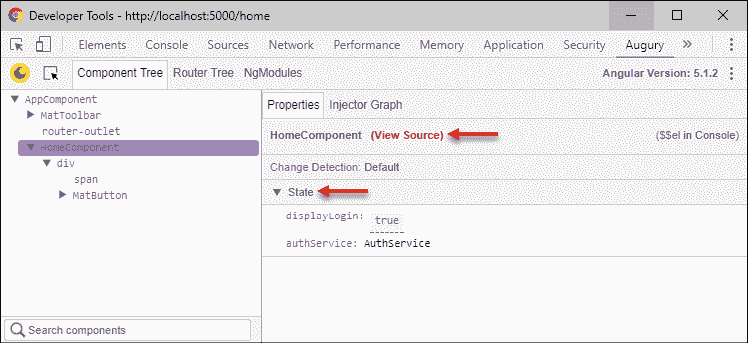 Developer Tools - http://localhost:5000/home
Elements Console Sources Network Performance Memory Application Security Augury »
Component Tree Router Tree NgModules Angular Version: 5.1.2
AppComponent
MatToolbar
router-outlet
HomeComponent
div
span
MatButton
Search components
Properties Injector Graph
HomeComponent (View Source) ($$el in Console)
Change Detection: Default
State
displayLogin: true
authService: AuthService